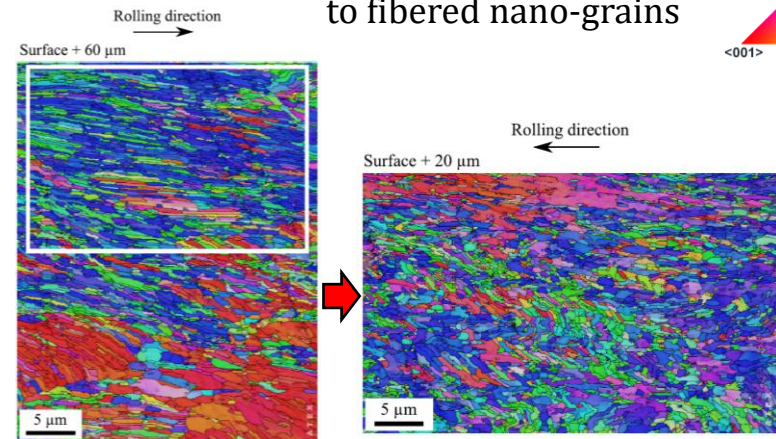 to fibered nano-grains
Rolling direction
Surface + 60 µm
<001>
Rolling direction
Surface + 20 µm
5 µm
5 µm